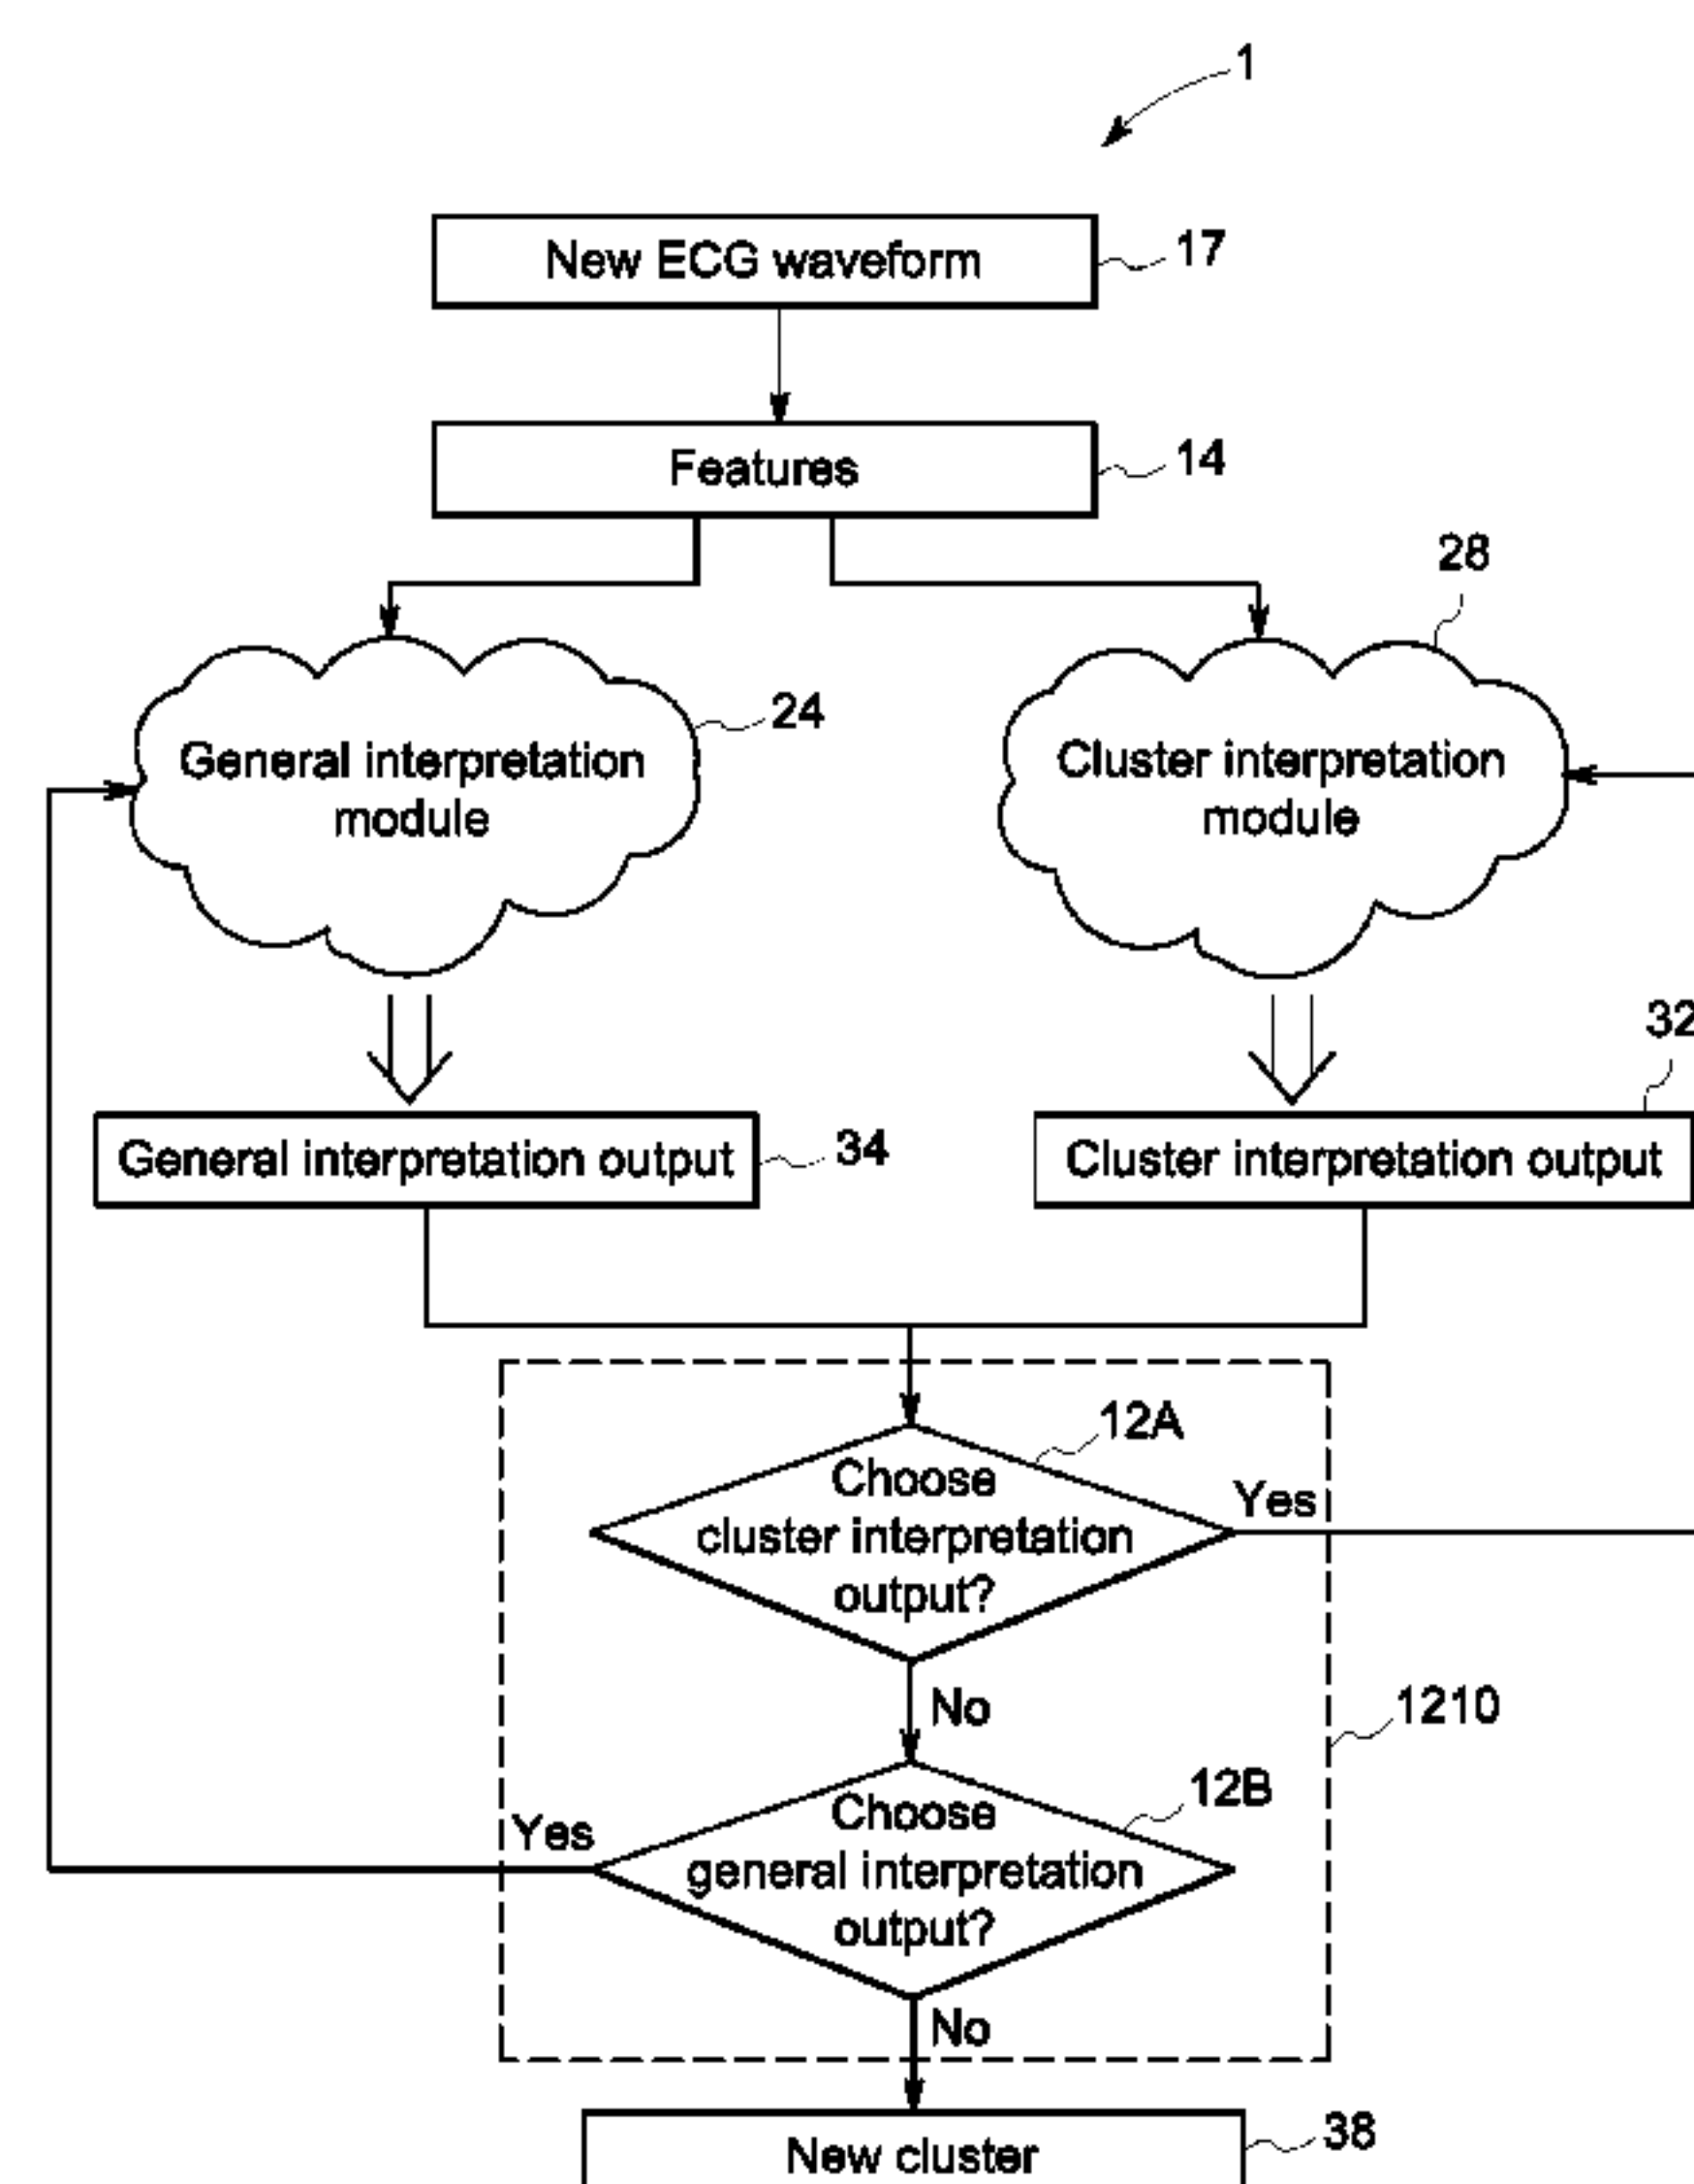 1
New ECG waveform
17
Features
14
28
24
General interpretation
module
Cluster interpretation
module
32
General interpretation output
34
Cluster interpretation output
12A
Choose
cluster interpretation
output?
Yes
No
1210
12B
Choose
general interpretation
output?
Yes
No
New cluster
38